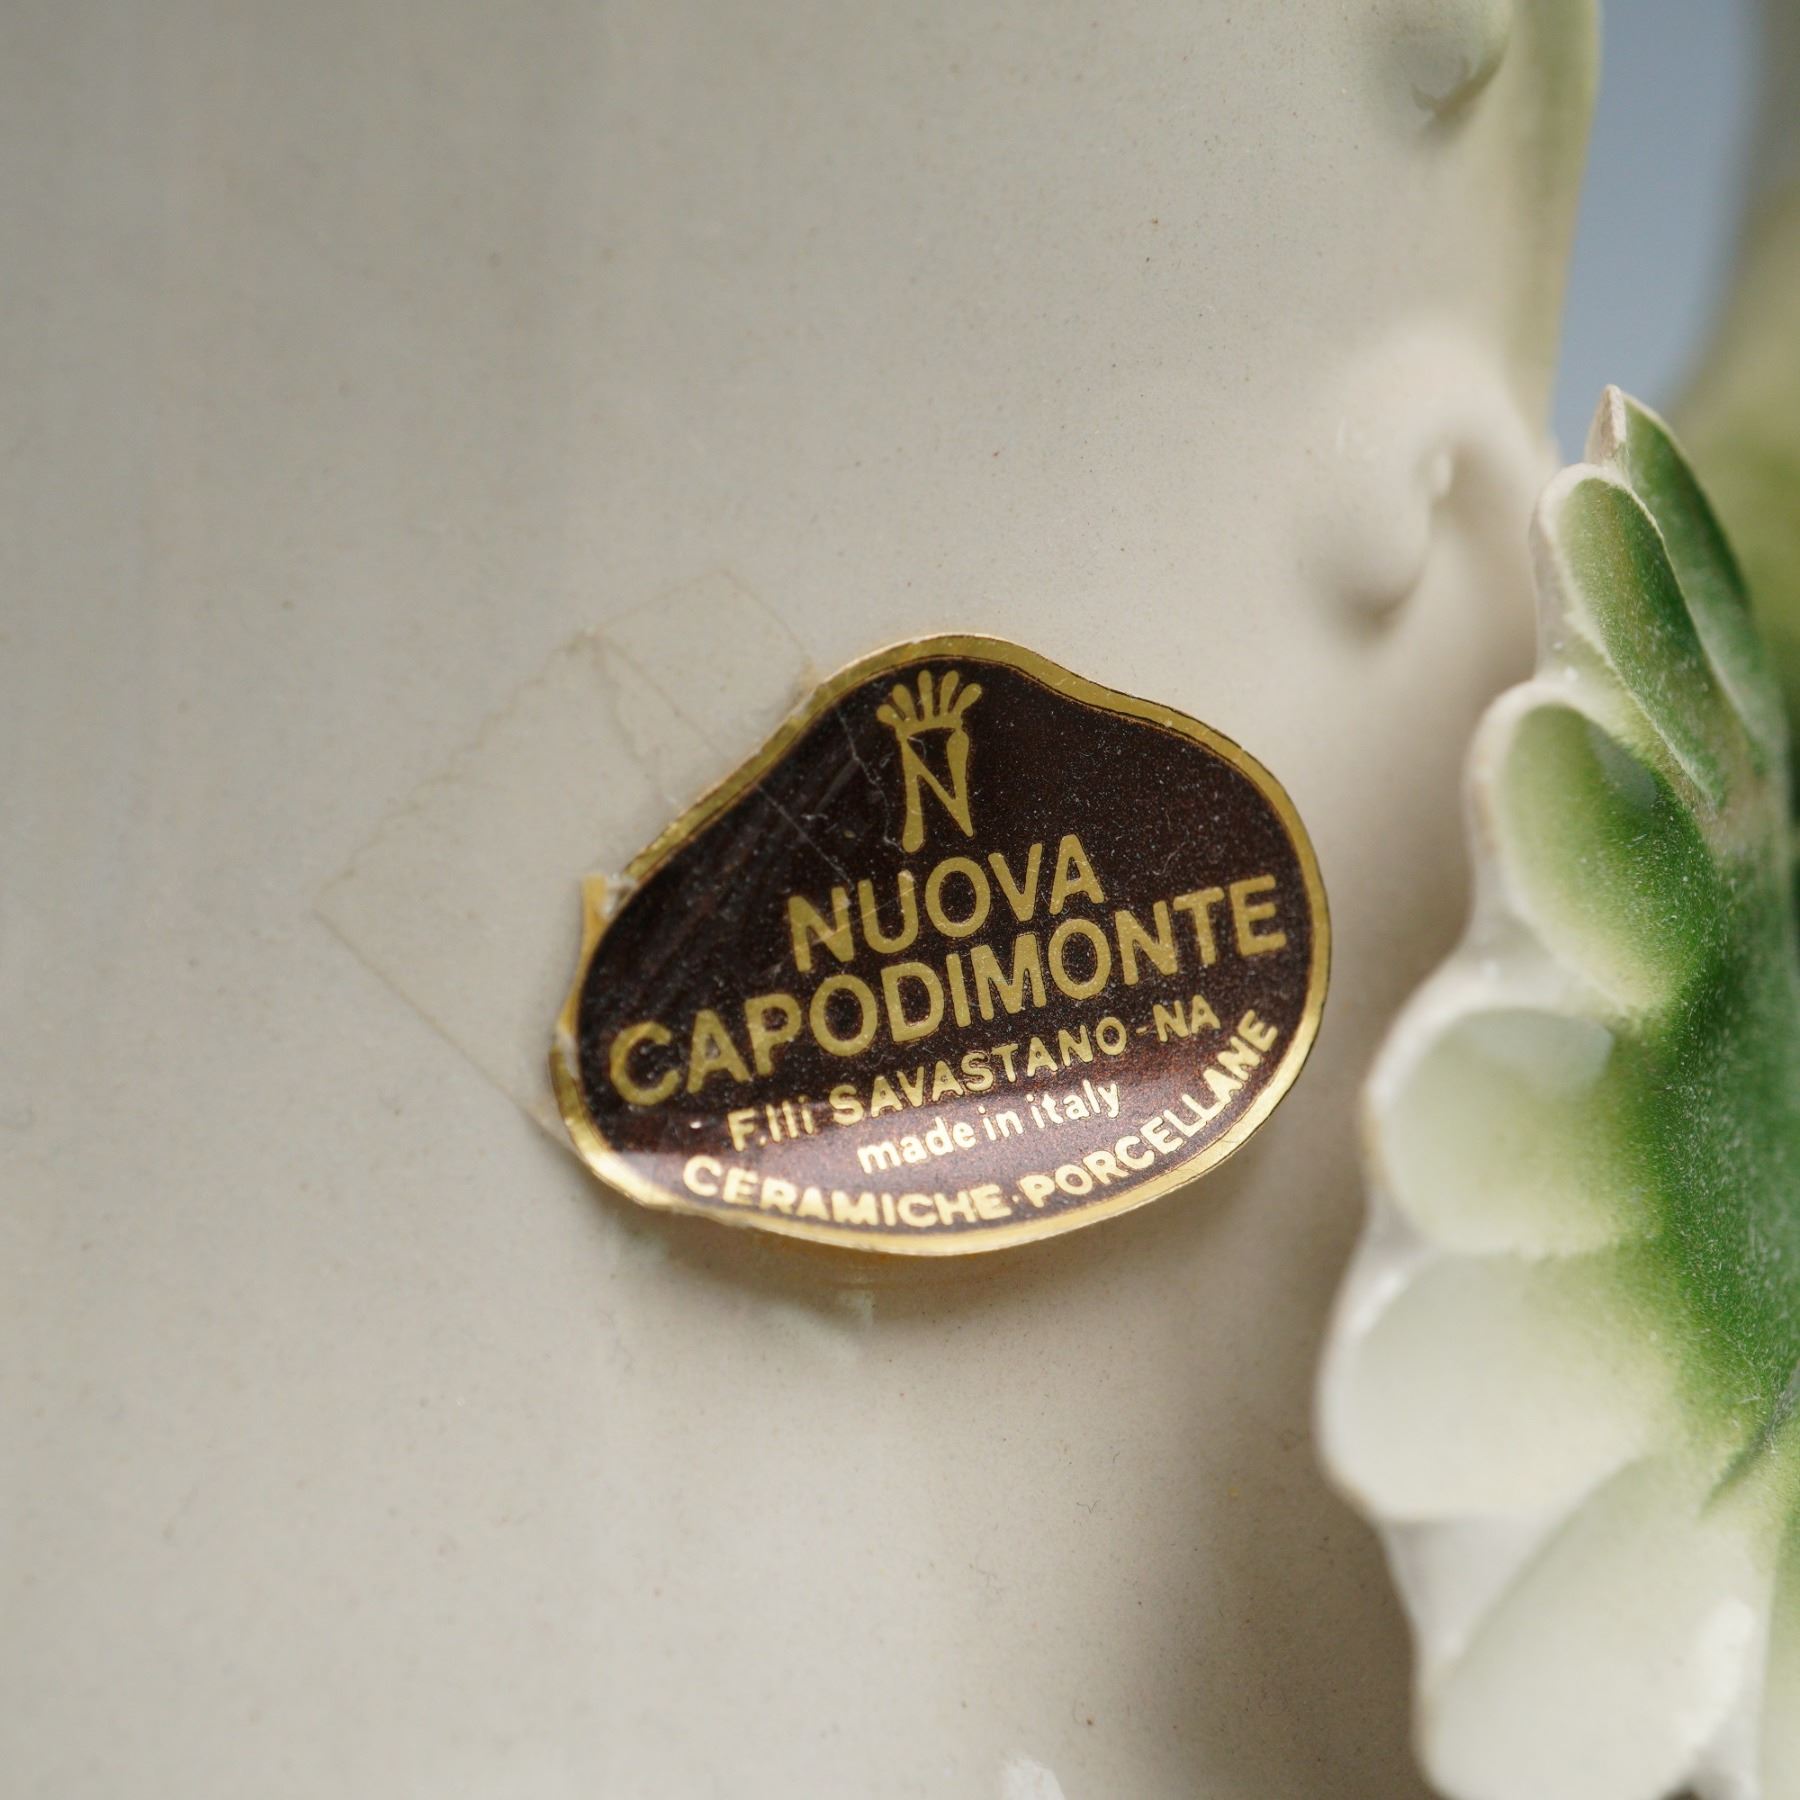 N
NUOVA
CAPODIMONTE
F.lli SAVASTANO-NA
made in italy
CERAMICHE·PORCELLANE